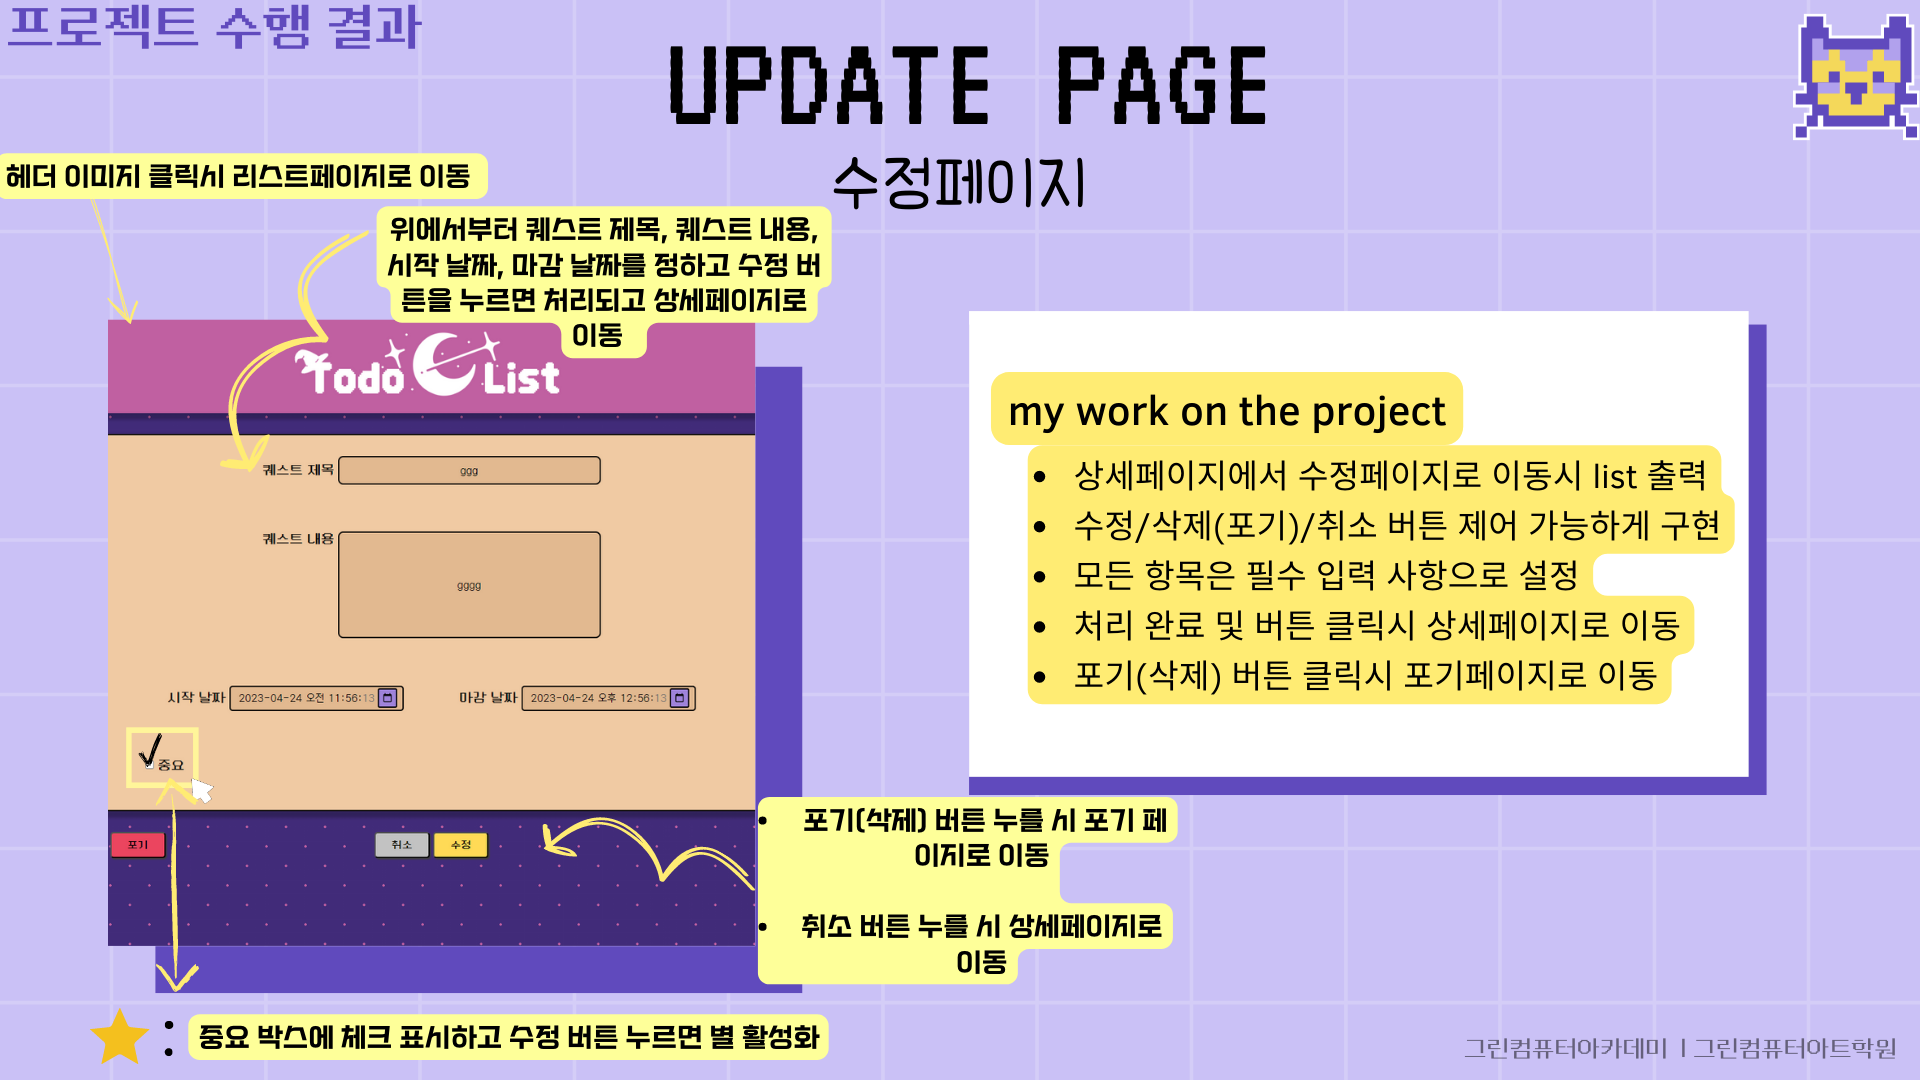 프로젝트 수행 결과
UPDATE PAGE
수정페이지
헤더 이미지 클릭시 리스트페이지로 이동
위에서부터 퀘스트 제목, 퀘스트 내용,
시작 날짜, 마감 날짜를 정하고 수정 버
튼을 누르면 처리되고 상세페이지로
이동
Todo List
퀘스트 제목 ggg
퀘스트 내용 gggg
시작 날짜 2023-04-24 오전 11:56:13
마감 날짜 2023-04-24 오후 12:56:13
중요
포기 취소 수정
my work on the project
• 상세페이지에서 수정페이지로 이동시 list 출력
• 수정/삭제(포기)/취소 버튼 제어 가능하게 구현
• 모든 항목은 필수 입력 사항으로 설정
• 처리 완료 및 버튼 클릭시 상세페이지로 이동
• 포기(삭제) 버튼 클릭시 포기페이지로 이동
• 포기(삭제) 버튼 누를 시 포기 페
이지로 이동
• 취소 버튼 누를 시 상세페이지로
이동
: 중요 박스에 체크 표시하고 수정 버튼 누르면 별 활성화
그린컴퓨터아카데미 | 그린컴퓨터아트학원